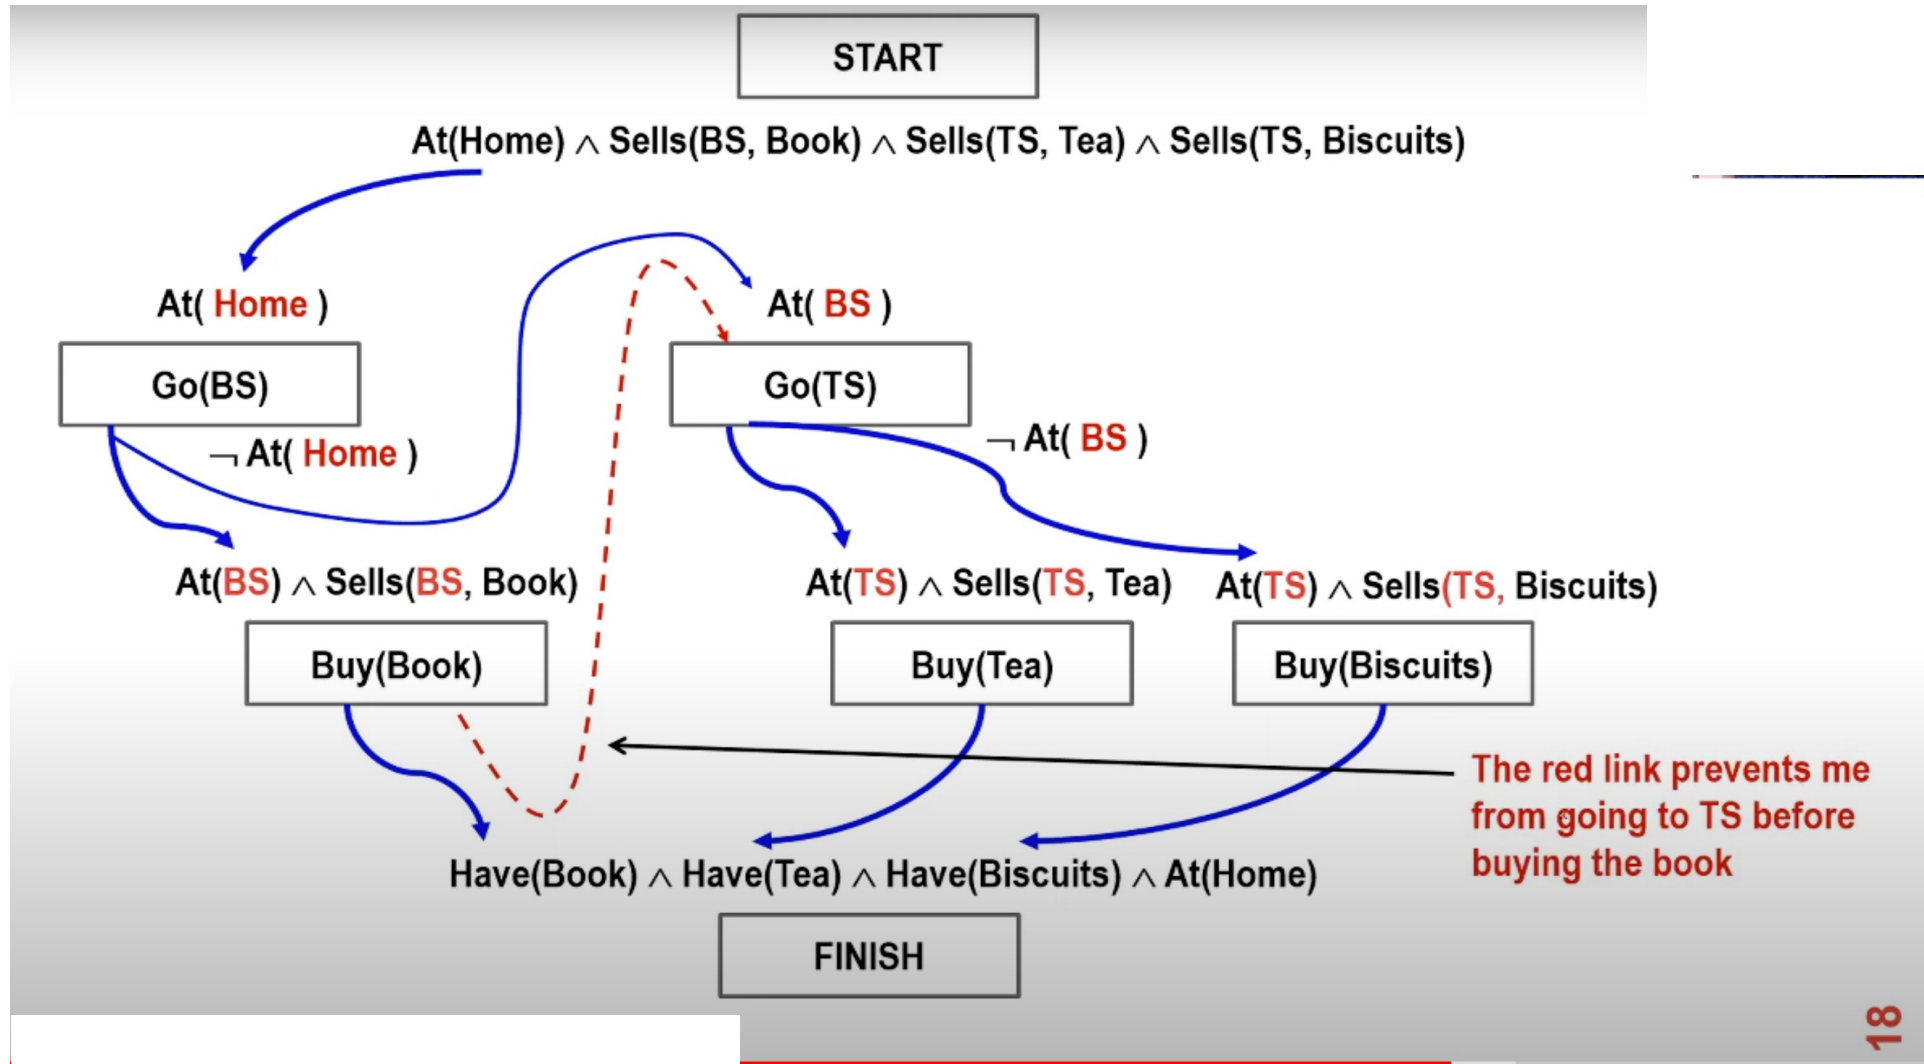 START
At(Home) ∧ Sells(BS, Book) ∧ Sells(TS, Tea) ∧ Sells(TS, Biscuits)
At( Home )
At( BS )
Go(BS)
Go(TS)
¬ At( Home )
¬ At( BS )
At(BS) ∧ Sells(BS, Book)
At(TS) ∧ Sells(TS, Tea)
At(TS) ∧ Sells(TS, Biscuits)
Buy(Book)
Buy(Tea)
Buy(Biscuits)
The red link prevents me
from going to TS before
buying the book
Have(Book) ∧ Have(Tea) ∧ Have(Biscuits) ∧ At(Home)
FINISH
18